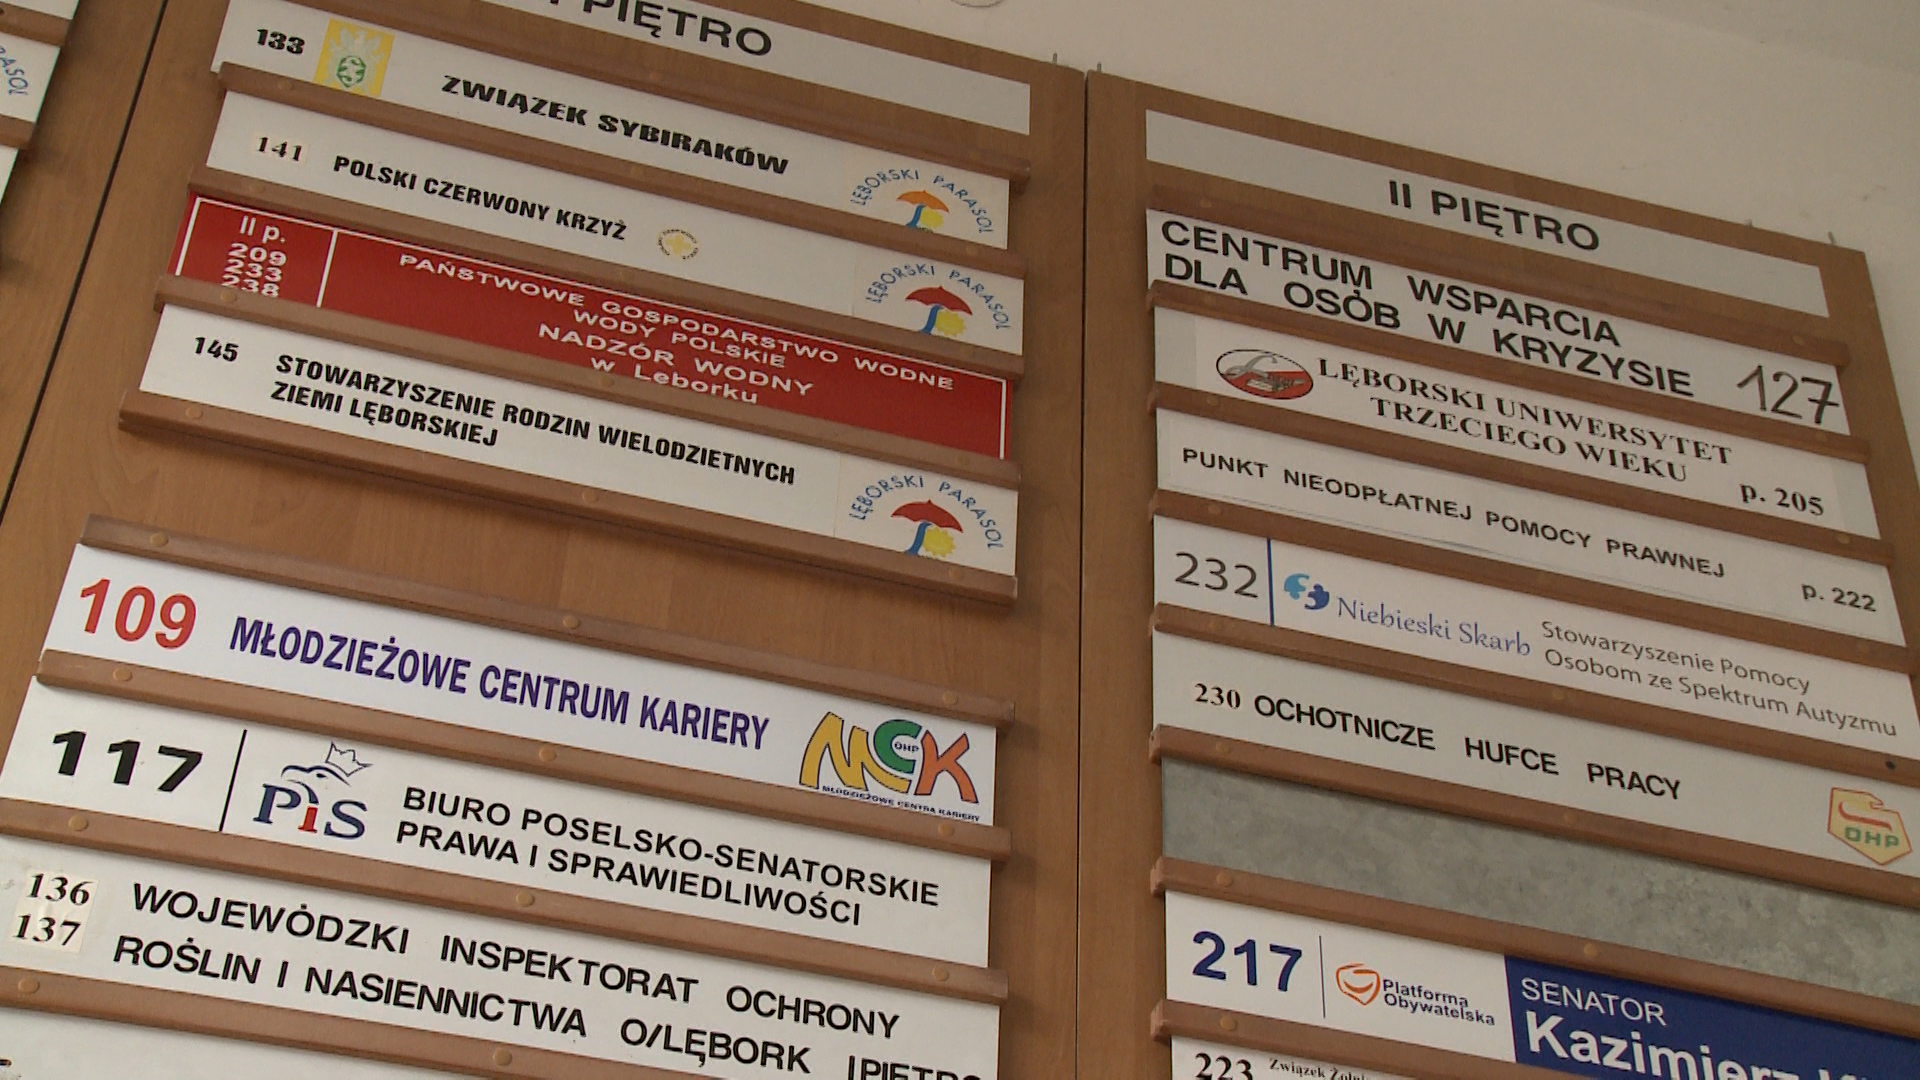 PIĘTRO
133 ZWIĄZEK SYBIRAKÓW
LĘBORSKI PARASOL
141 POLSKI CZERWONY KRZYŻ
LĘBORSKI PARASOL
II p.
209
233
238
PAŃSTWOWE GOSPODARSTWO WODNE
WODY POLSKIE
NADZÓR WODNY
w Lęborku
145 STOWARZYSZENIE RODZIN WIELODZIETNYCH
ZIEMI LĘBORSKIEJ
LĘBORSKI PARASOL
109 MŁODZIEŻOWE CENTRUM KARIERY
MCK
OHP
MŁODZIEŻOWE CENTRA KARIERY
117 PiS BIURO POSELSKO-SENATORSKIE
PRAWA I SPRAWIEDLIWOŚCI
136
137
WOJEWÓDZKI INSPEKTORAT OCHRONY
ROŚLIN I NASIENNICTWA O/LĘBORK I PIĘTRO
II PIĘTRO
CENTRUM WSPARCIA
DLA OSÓB W KRYZYSIE 127
LĘBORSKI UNIWERSYTET
TRZECIEGO WIEKU p. 205
PUNKT NIEODPŁATNEJ POMOCY PRAWNEJ p. 222
232 Niebieski Skarb Stowarzyszenie Pomocy
Osobom ze Spektrum Autyzmu
230 OCHOTNICZE HUFCE PRACY
OHP
217 Platforma
Obywatelska
SENATOR
Kazimierz
223 Związek